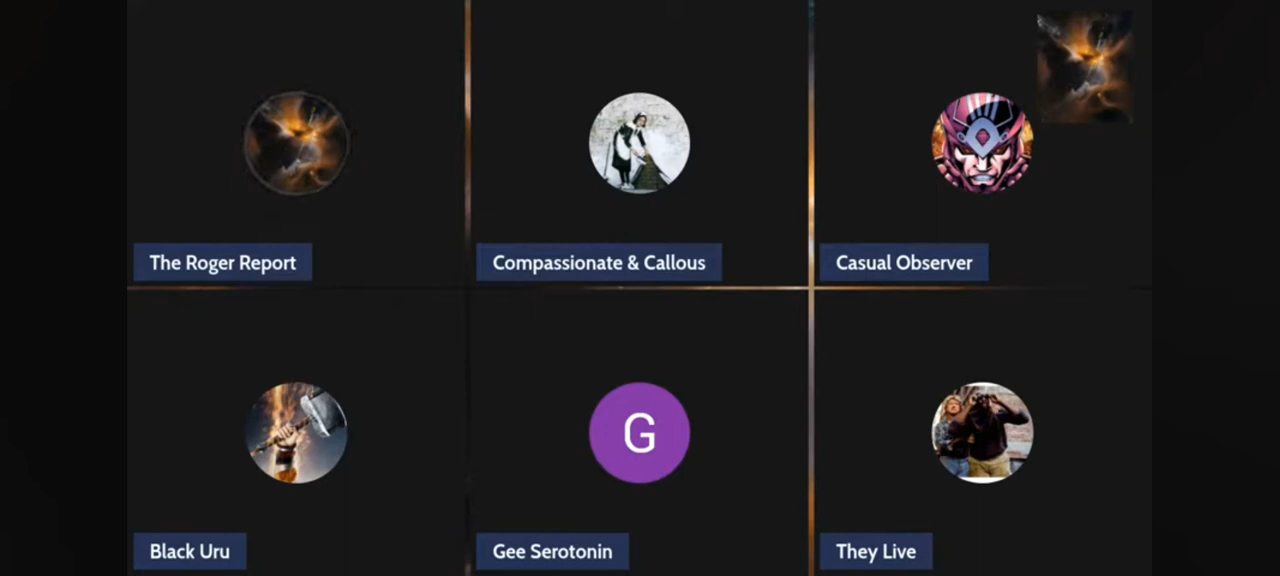 The Roger Report
Compassionate & Callous
Casual Observer
G
Black Uru
Gee Serotonin
They Live